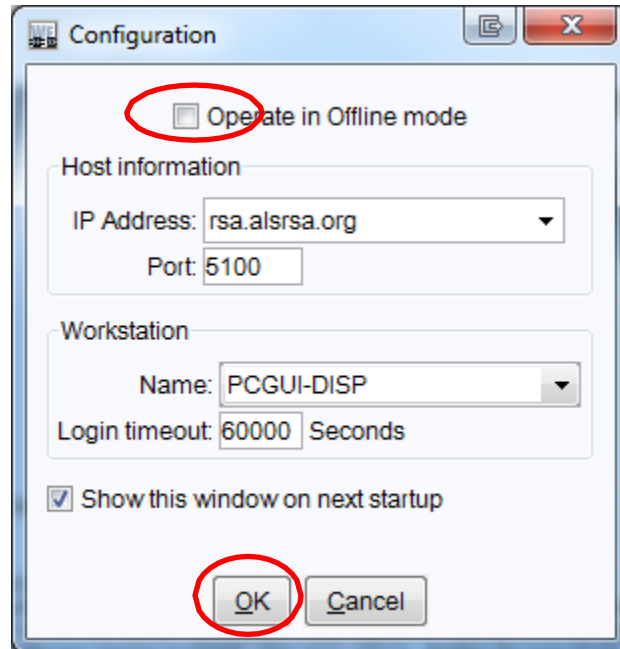 Configuration
Operate in Offline mode
Host information
IP Address: rsa.alsrsa.org
Port: 5100
Workstation
Name: PCGUI-DISP
Login timeout: 60000 Seconds
Show this window on next startup
OK Cancel